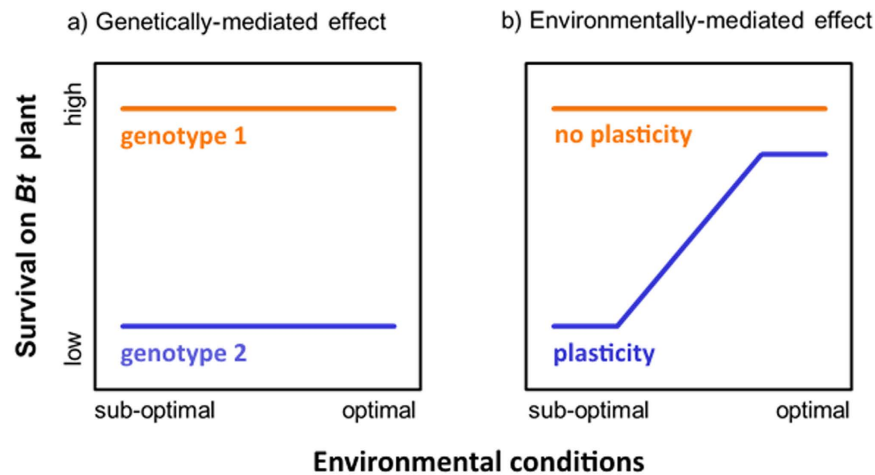 a) Genetically-mediated effect
b) Environmentally-mediated effect
Survival on Bt plant
high
low
genotype 1
genotype 2
no plasticity
plasticity
sub-optimal
optimal
sub-optimal
optimal
Environmental conditions